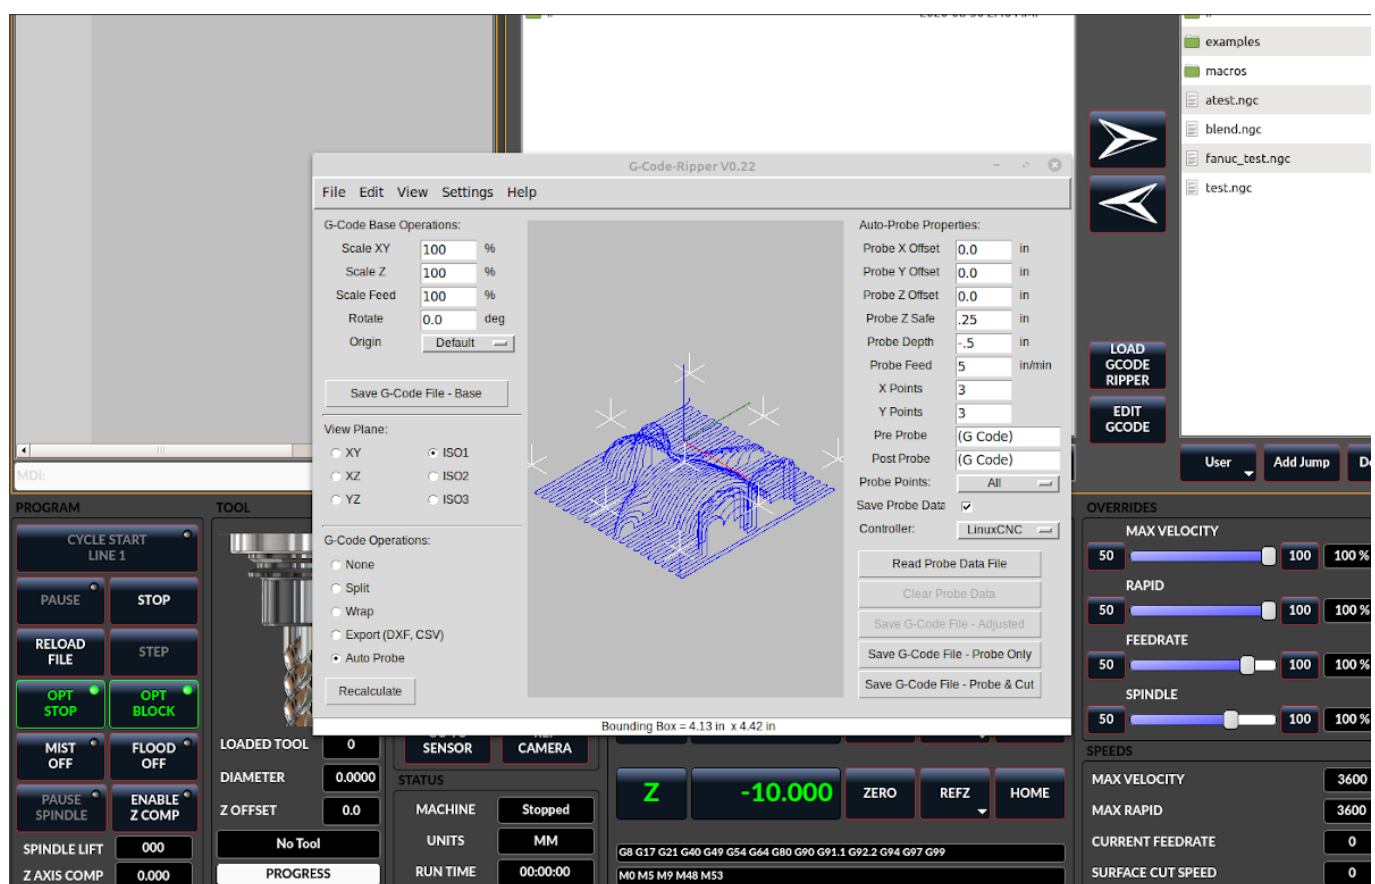 examples
macros
atest.ngc
blend.ngc
fanuc_test.ngc
test.ngc
LOAD
GCODE
RIPPER
EDIT
GCODE
User
Add Jump
G-Code-Ripper V0.22
File Edit View Settings Help
G-Code Base Operations:
Scale XY 100 %
Scale Z 100 %
Scale Feed 100 %
Rotate 0.0 deg
Origin Default
Save G-Code File - Base
View Plane:
XY ISO1
XZ ISO2
YZ ISO3
G-Code Operations:
None
Split
Wrap
Export (DXF, CSV)
Auto Probe
Recalculate
Auto-Probe Properties:
Probe X Offset 0.0 in
Probe Y Offset 0.0 in
Probe Z Offset 0.0 in
Probe Z Safe .25 in
Probe Depth -.5 in
Probe Feed 5 in/min
X Points 3
Y Points 3
Pre Probe (G Code)
Post Probe (G Code)
Probe Points: All
Save Probe Data
Controller: LinuxCNC
Read Probe Data File
Clear Probe Data
Save G-Code File - Adjusted
Save G-Code File - Probe Only
Save G-Code File - Probe & Cut
Bounding Box = 4.13 in x 4.42 in
MDI:
PROGRAM
CYCLE START
LINE 1
PAUSE STOP
RELOAD
FILE
STEP
OPT
STOP
OPT
BLOCK
MIST
OFF
FLOOD
OFF
PAUSE
SPINDLE
ENABLE
Z COMP
SPINDLE LIFT 000
Z AXIS COMP 0.000
TOOL
LOADED TOOL 0
DIAMETER 0.0000
Z OFFSET 0.0
No Tool
PROGRESS
SENSOR
CAMERA
STATUS
MACHINE Stopped
UNITS MM
RUN TIME 00:00:00
Z -10.000 ZERO REFZ HOME
G8 G17 G21 G40 G49 G54 G64 G80 G90 G91.1 G92.2 G94 G97 G99
M0 M5 M9 M48 M53
OVERRIDES
MAX VELOCITY
50 100 100 %
RAPID
50 100 100 %
FEEDRATE
50 100 100 %
SPINDLE
50 100 100 %
SPEEDS
MAX VELOCITY 3600
MAX RAPID 3600
CURRENT FEEDRATE 0
SURFACE CUT SPEED 0